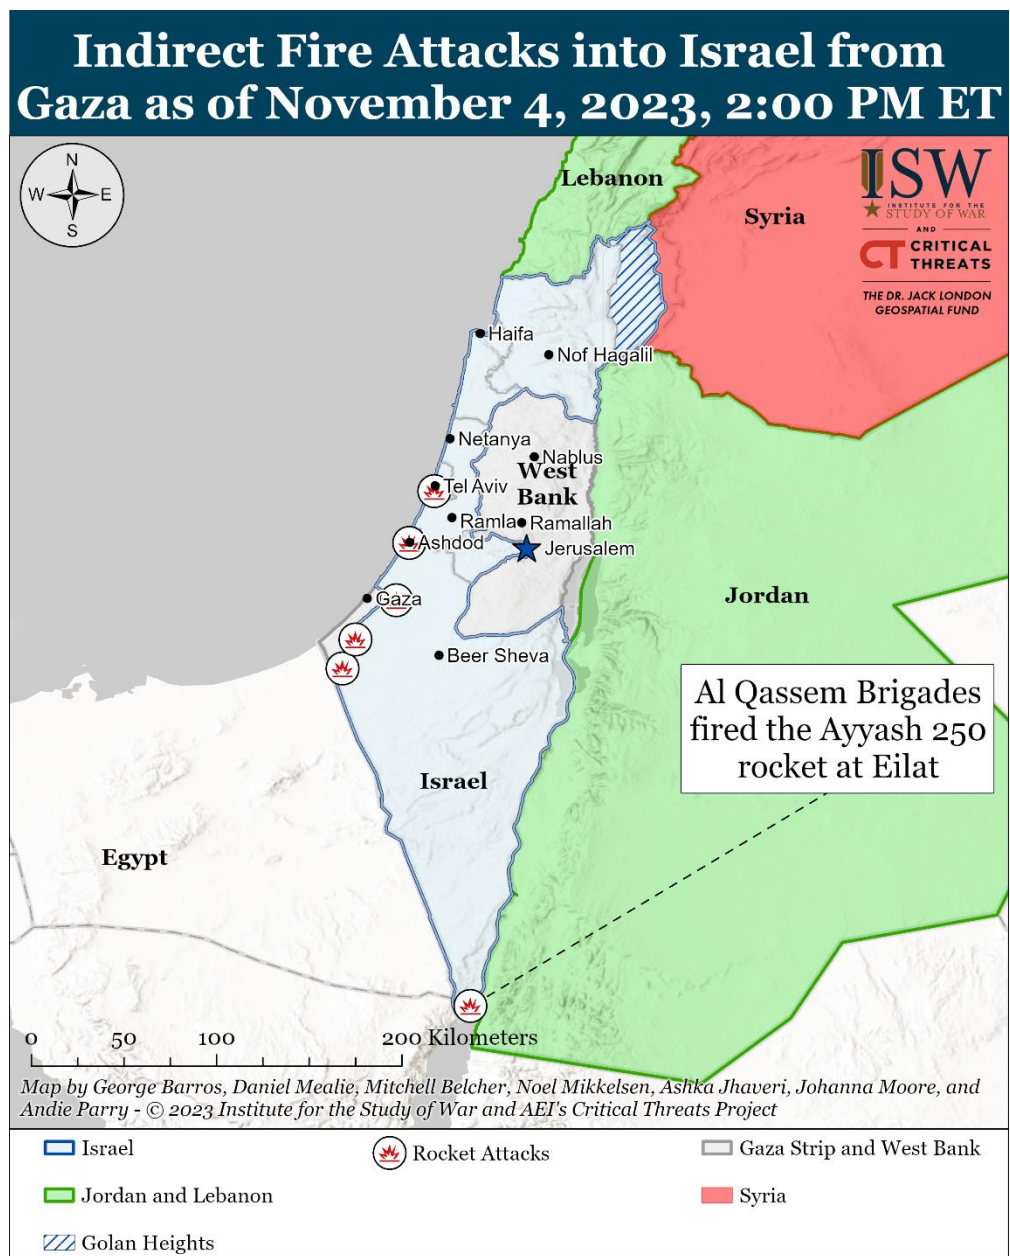 Indirect Fire Attacks into Israel from
Gaza as of November 4, 2023, 2:00 PM ET
N
W E
S
Lebanon
Syria
ISW
INSTITUTE FOR THE
STUDY OF WAR
AND
CT CRITICAL
THREATS
THE DR. JACK LONDON
GEOSPATIAL FUND
Haifa
Nof Hagalil
Netanya
Nablus
West
Bank
Tel Aviv
Ramla
Ramallah
Ashdod
Jerusalem
Gaza
Jordan
Beer Sheva
Al Qassem Brigades
fired the Ayyash 250
rocket at Eilat
Israel
Egypt
0 50 100 200 Kilometers
Map by George Barros, Daniel Mealie, Mitchell Belcher, Noel Mikkelsen, Ashka Jhaveri, Johanna Moore, and
Andie Parry - © 2023 Institute for the Study of War and AEI's Critical Threats Project
Israel
Rocket Attacks
Gaza Strip and West Bank
Jordan and Lebanon
Syria
Golan Heights